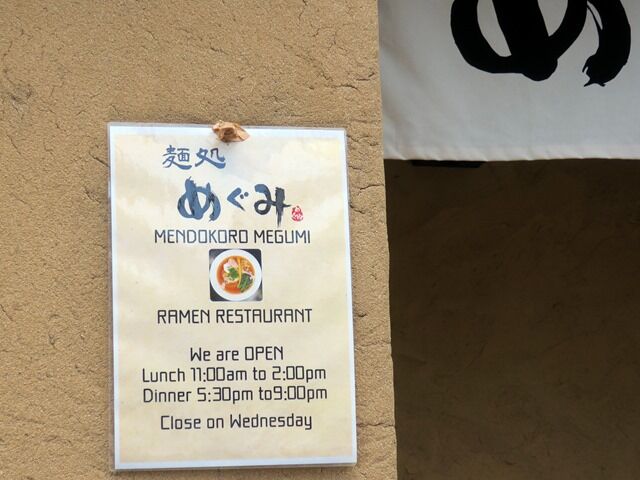 麺処
めぐみ
MENDOKORO MEGUMI
RAMEN RESTAURANT
We are OPEN
Lunch 11:00am to 2:00pm
Dinner 5:30pm to9:00pm
Close on Wednesday